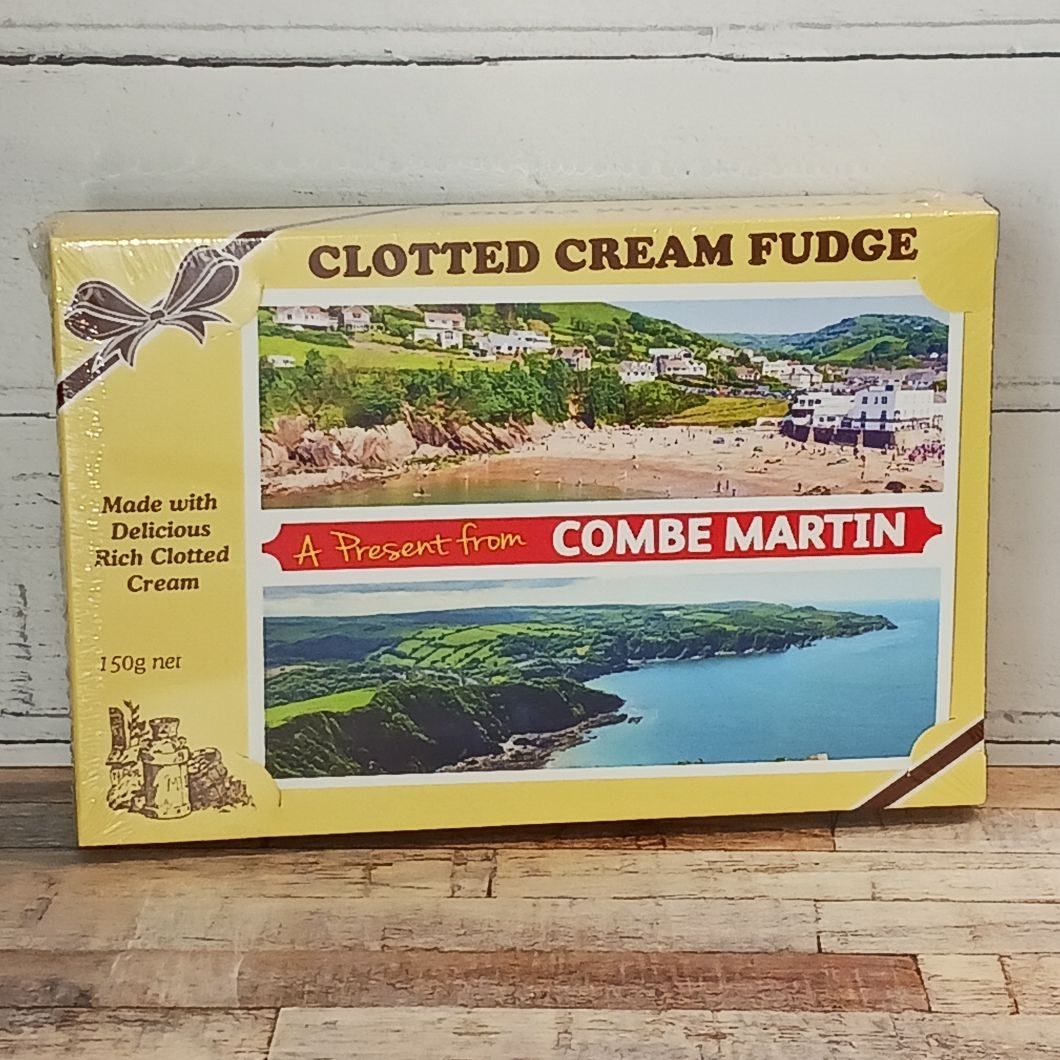 CLOTTED CREAM FUDGE
Made with
Delicious
Rich Clotted
Cream
150g net
A Present from COMBE MARTIN